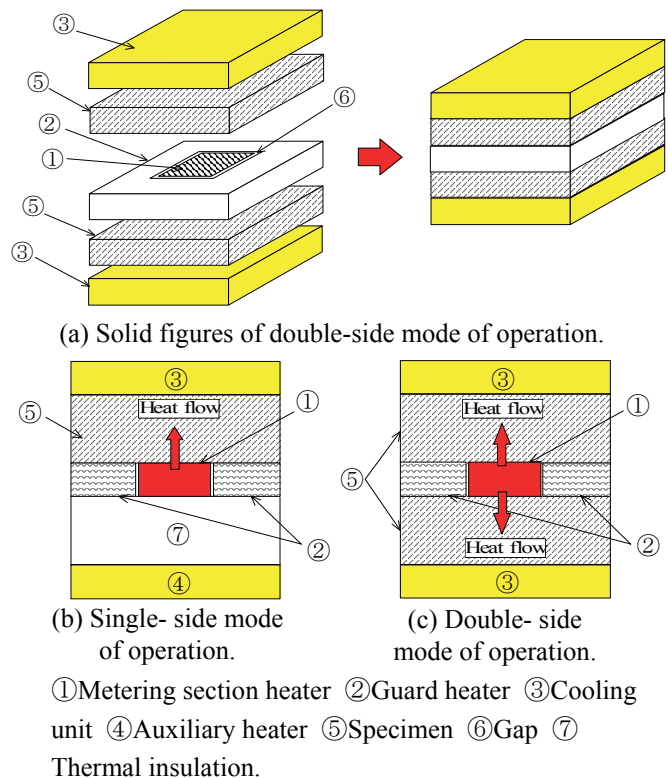 ③
⑤
②
①
⑥
⑤
③
(a) Solid figures of double-side mode of operation.
③
Heat flow
①
⑤
⑦
②
④
(b) Single- side mode
of operation.
③
Heat flow
①
⑤
②
Heat flow
③
(c) Double- side
mode of operation.
①Metering section heater ②Guard heater ③Cooling
unit ④Auxiliary heater ⑤Specimen ⑥Gap ⑦
Thermal insulation.